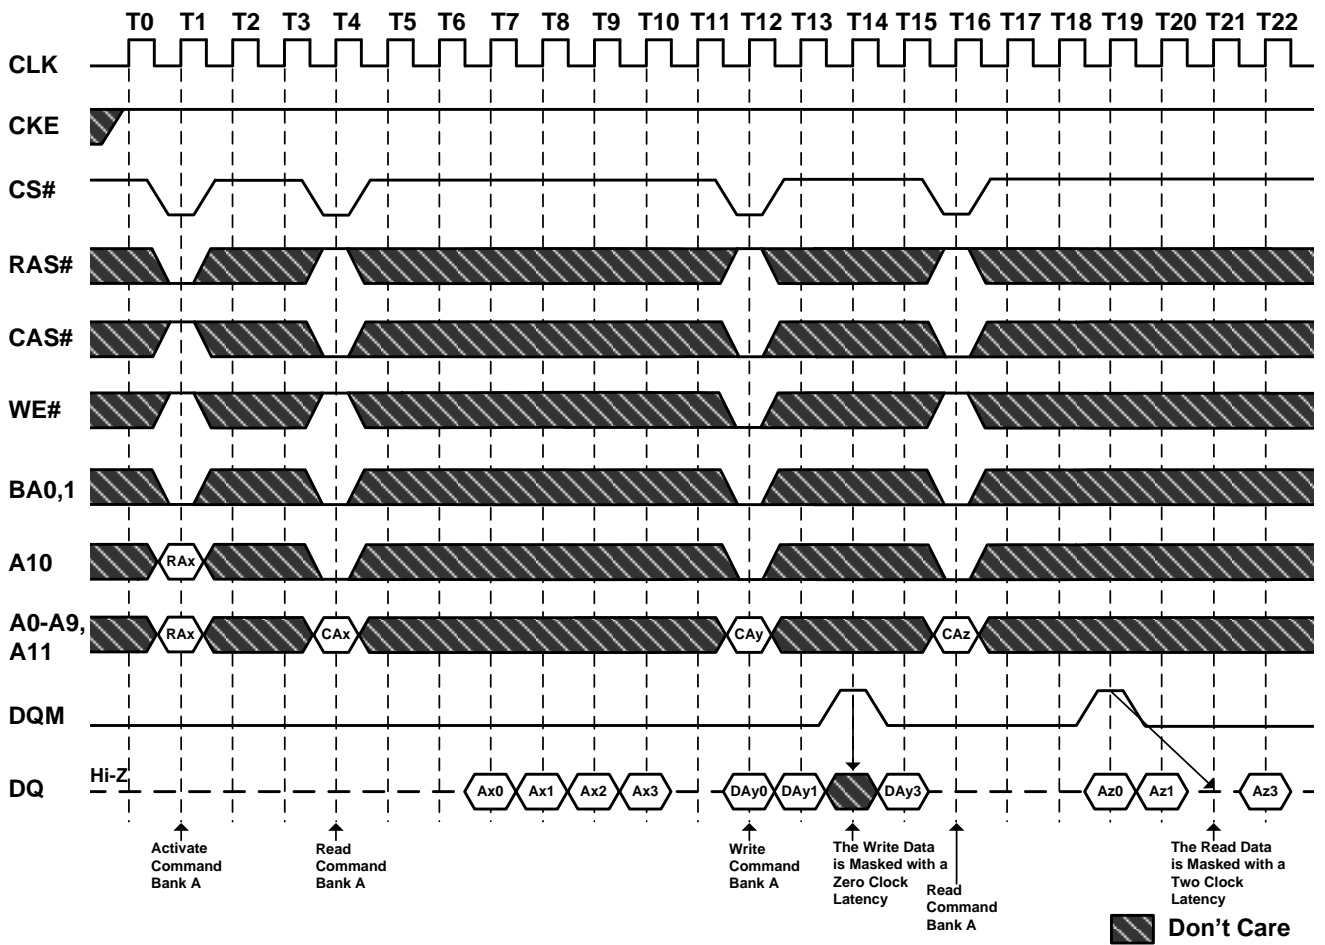 T0 T1 T2 T3 T4 T5 T6 T7 T8 T9 T10 T11 T12 T13 T14 T15 T16 T17 T18 T19 T20 T21 T22
CLK
CKE
CS#
RAS#
CAS#
WE#
BA0,1
A10
RAx
A0-A9,
A11
RAx CAx CAy CAz
DQM
DQ
Hi-Z
Ax0 Ax1 Ax2 Ax3 DAy0 DAy1 DAy3 Az0 Az1 Az3
Activate
Command
Bank A
Read
Command
Bank A
Write
Command
Bank A
The Write Data
is Masked with a
Zero Clock
Latency
Read
Command
Bank A
The Read Data
is Masked with a
Two Clock
Latency
Don't Care